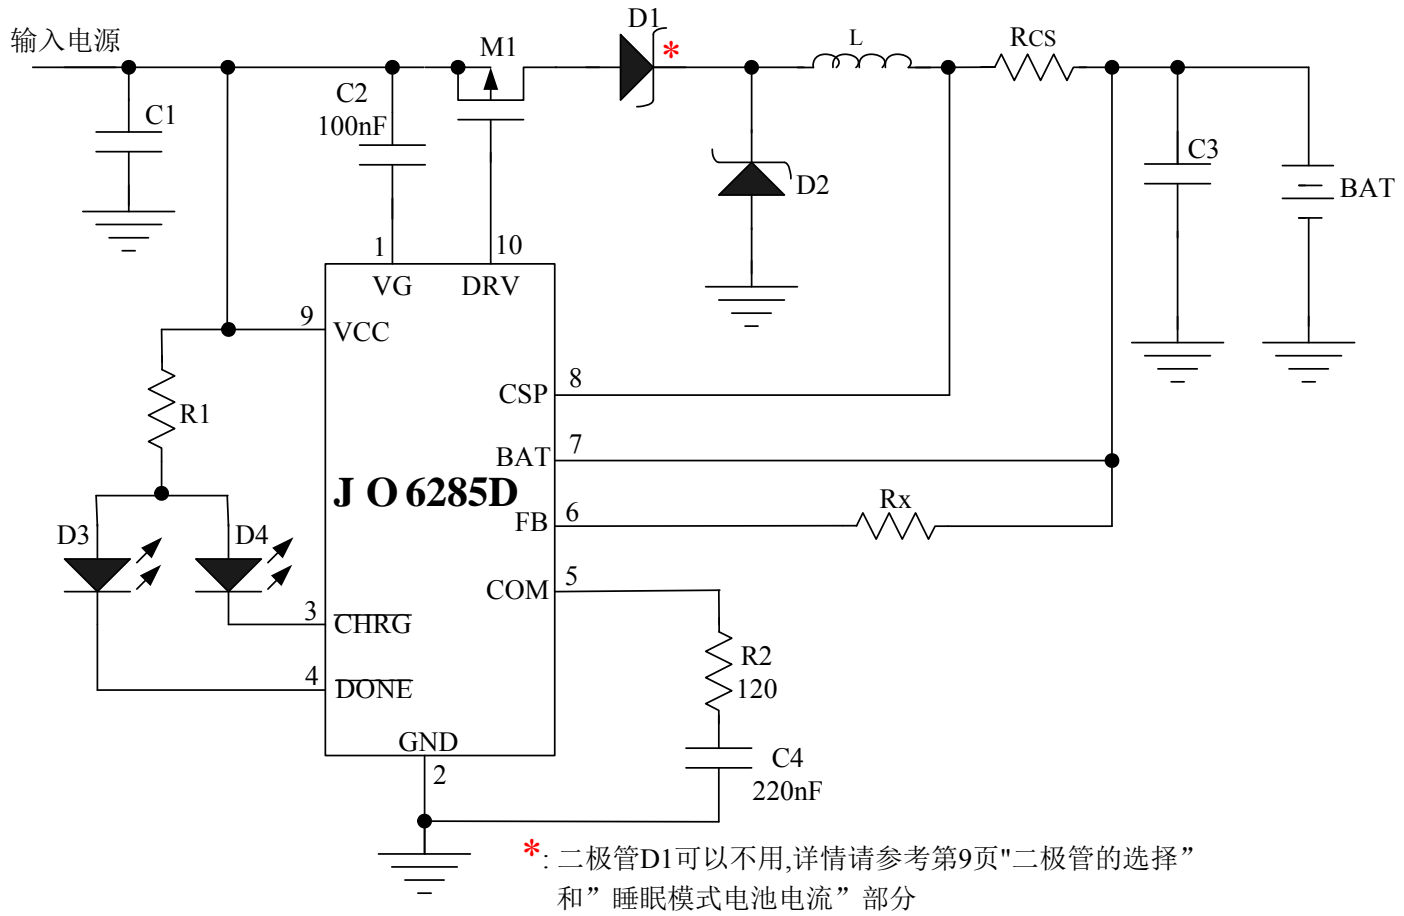 输入电源
D1
*
M1
L
RCS
C1
C2
100nF
C3
D2
BAT
1
10
VG
DRV
9
VCC
R1
8
CSP
7
BAT
J O 6285D
Rx
6
FB
D3
D4
5
COM
3
CHRG
R2
120
4
DONE
GND
2
C4
220nF
*: 二极管D1可以不用,详情请参考第9页"二极管的选择”
和”睡眠模式电池电流”部分